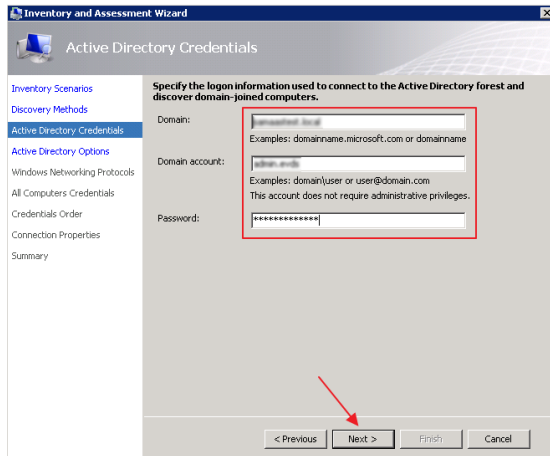 Inventory and Assessment Wizard
Active Directory Credentials
Inventory Scenarios
Discovery Methods
Active Directory Credentials
Active Directory Options
Windows Networking Protocols
All Computers Credentials
Credentials Order
Connection Properties
Summary
Specify the logon information used to connect to the Active Directory forest and
discover domain-joined computers.
Domain:
Examples: domainname.microsoft.com or domainname
Domain account:
Examples: domain\user or user@domain.com
This account does not require administrative privileges.
Password:
*************
< Previous
Next >
Finish
Cancel